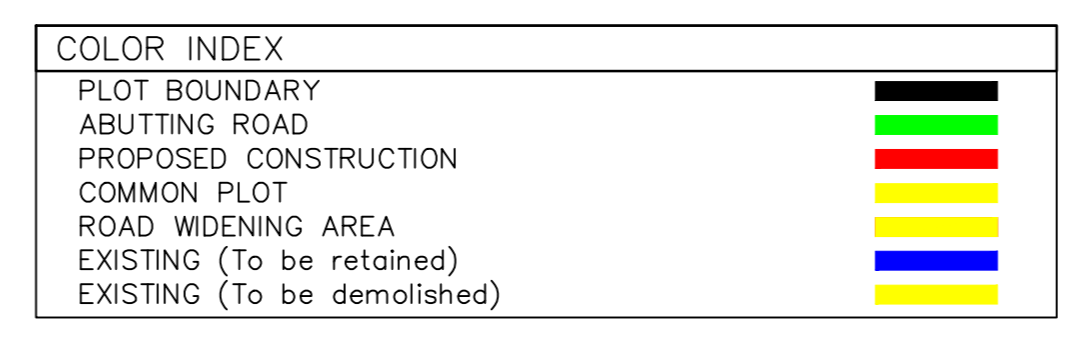 COLOR INDEX
PLOT BOUNDARY
ABUTTING ROAD
PROPOSED CONSTRUCTION
COMMON PLOT
ROAD WIDENING AREA
EXISTING (To be retained)
EXISTING (To be demolished)